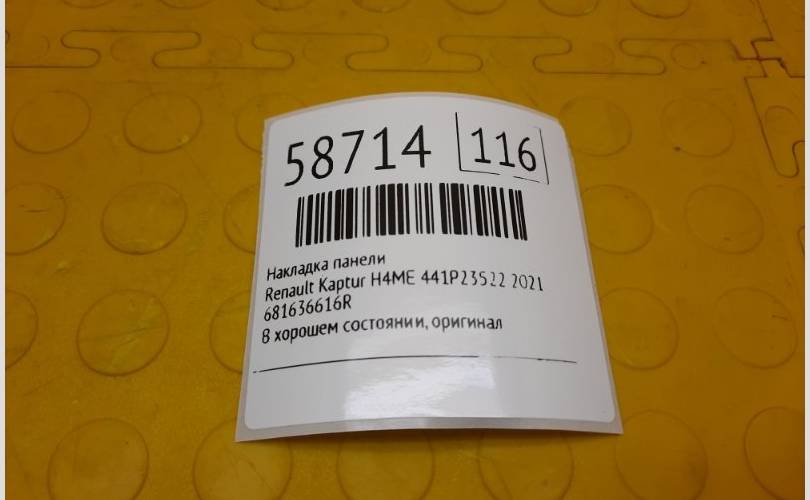 58714 116
Накладка панели
Renault Kaptur H4ME 441P23522 2021
681636616R
В хорошем состоянии, оригинал